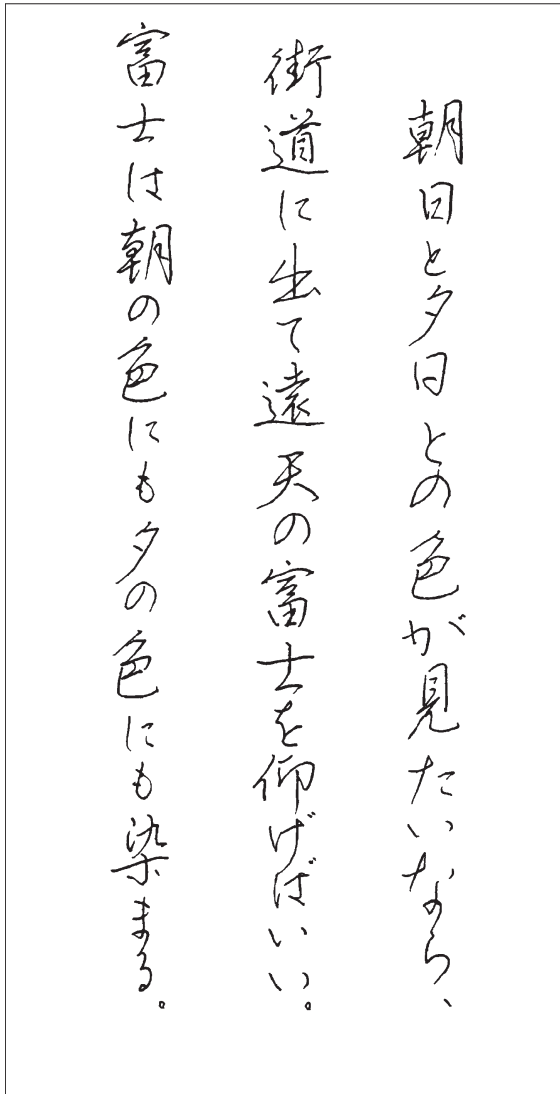 朝日と夕日との色が見たいなら、
街道に出て遠天の富士を仰げばいい。
富士は朝の色にも夕の色にも染まる。